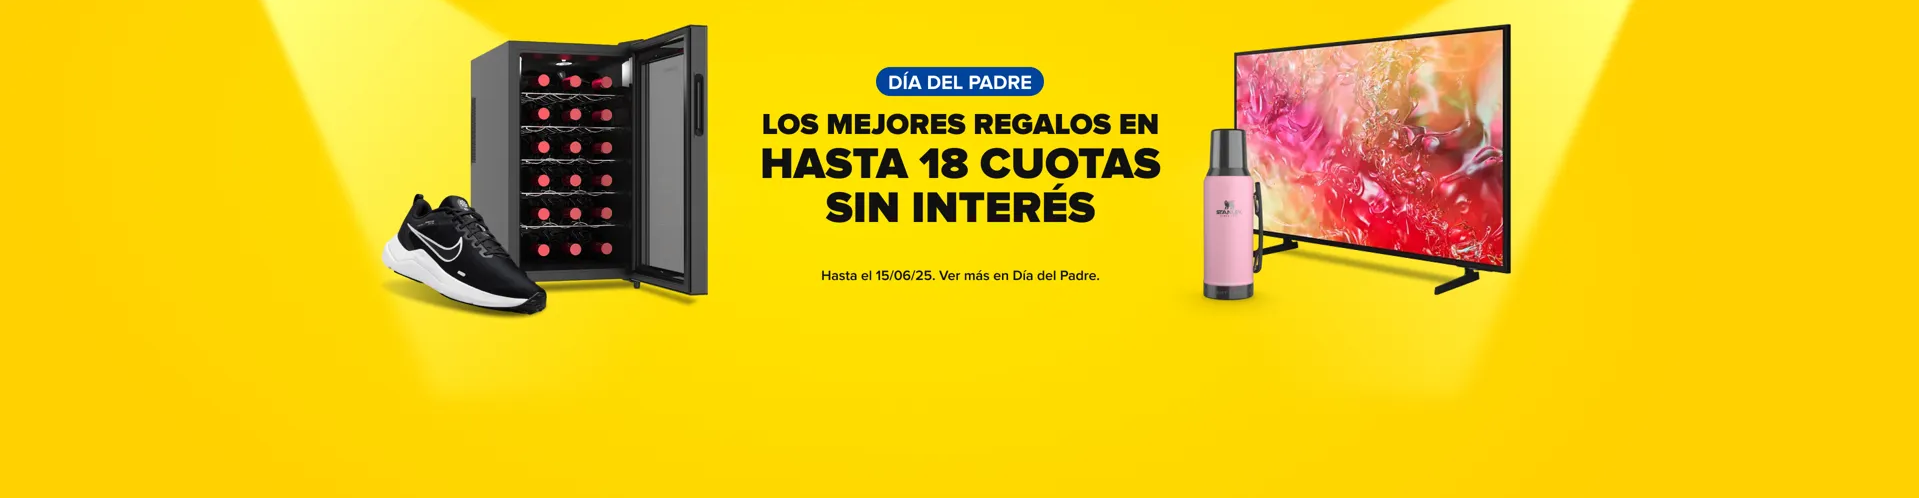 DÍA DEL PADRE
LOS MEJORES REGALOS EN
HASTA 18 CUOTAS
SIN INTERÉS
Hasta el 15/06/25. Ver más en Día del Padre.
STANLEY